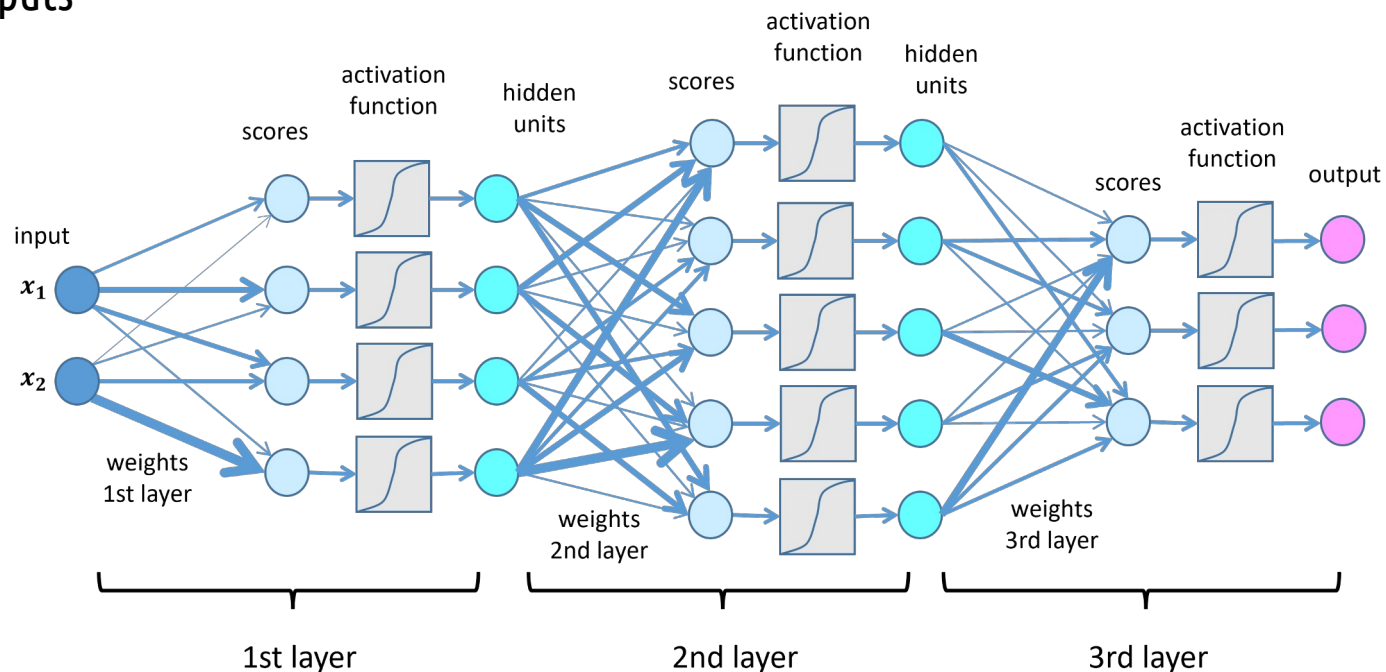 activation
function
hidden
units
scores
activation
function
hidden
units
scores
activation
function
scores
output
input
x₁
x₂
weights
1st layer
weights
2nd layer
weights
3rd layer
1st layer
2nd layer
3rd layer